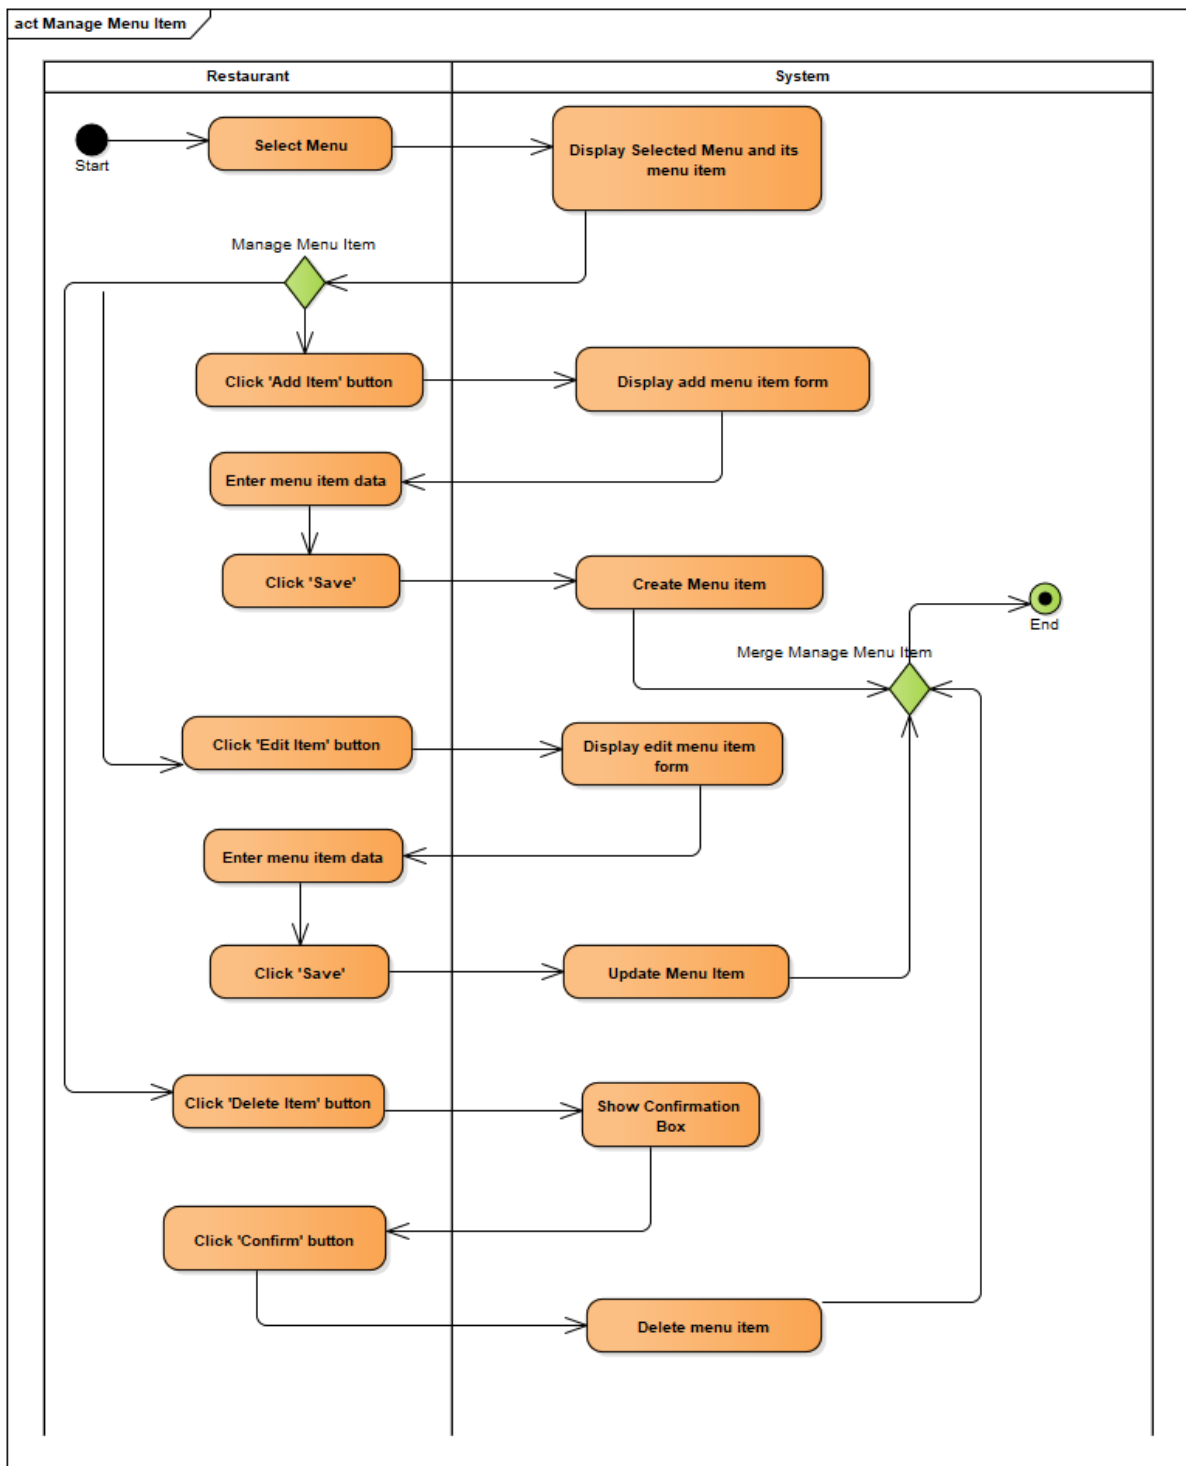 act Manage Menu Item
Restaurant
System
Start
Select Menu
Display Selected Menu and its
menu item
Manage Menu Item
Click 'Add Item' button
Display add menu item form
Enter menu item data
Click 'Save'
Create Menu item
End
Merge Manage Menu Item
Click 'Edit Item' button
Display edit menu item
form
Enter menu item data
Click 'Save'
Update Menu Item
Click 'Delete Item' button
Show Confirmation
Box
Click 'Confirm' button
Delete menu item